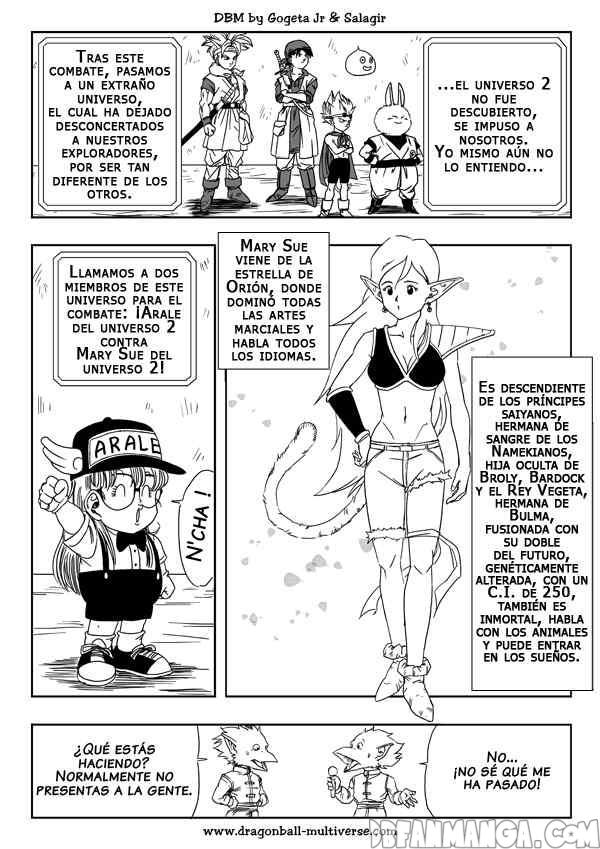 DBM by Gogeta Jr & Salagir
Tras este
combate, pasamos
a un extraño
universo,
el cual ha dejado
desconcertados
a nuestros
exploradores,
por ser tan
diferente de los
otros.
...el universo 2
no fue
descubierto,
se impuso a
nosotros.
Yo mismo aún no
lo entiendo...
Llamamos a dos
miembros de este
universo para el
combate: ¡Arale
del universo 2
contra
Mary Sue del
universo 2!
Mary Sue
viene de la
estrella de
Orión, donde
dominó todas
las artes
marciales y
habla todos
los idiomas.
Es descendiente
de los príncipes
saiyanos,
hermana de
sangre de los
Namekianos,
hija oculta de
Broly, Bardock
y el Rey Vegeta,
hermana de
Bulma,
fusionada con
su doble
del futuro,
genéticamente
alterada, con un
C.I. de 250,
también es
inmortal, habla
con los animales
y puede entrar
en los sueños.
ARALE
N'CHA !
¿Qué estás
haciendo?
Normalmente no
presentas a la gente.
No...
¡No sé qué me
ha pasado!
www.dragonball-multiverse.com
DBFANMANGA.COM